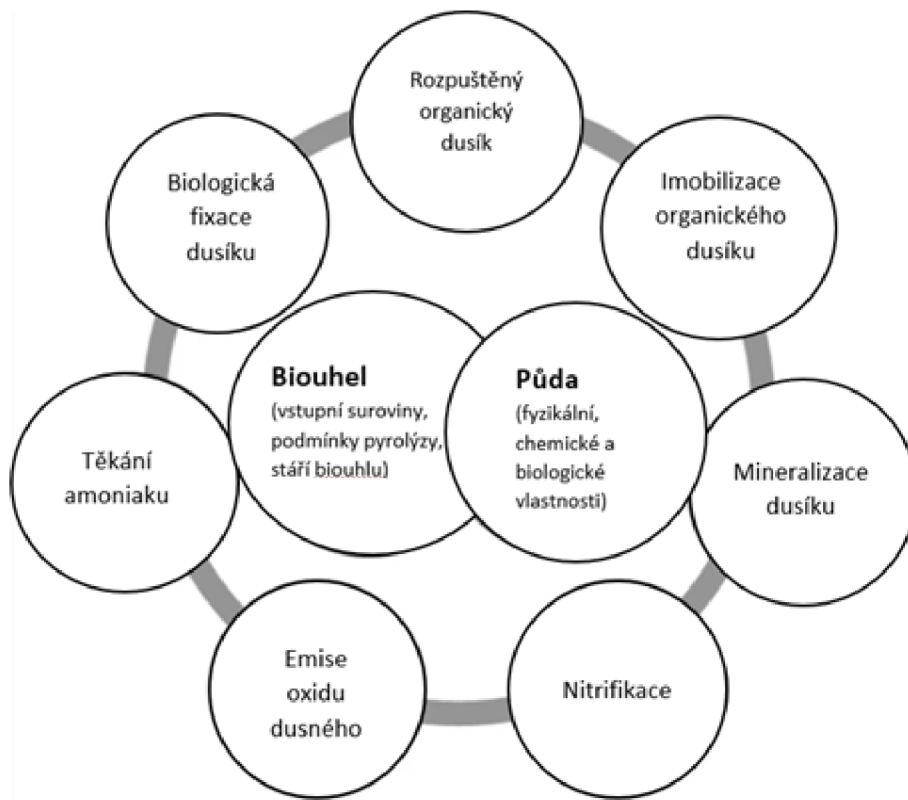 Rozpuštěný
organický
dusík
Imobilizace
organického
dusíku
Mineralizace
dusíku
Nitrifikace
Emise
oxidu
dusného
Těkání
amoniaku
Biologická
fixace
dusíku
Biouhel
(vstupní suroviny,
podmínky pyrolýzy,
stáří biouhlu)
Půda
(fyzikální,
chemické a
biologické
vlastnosti)